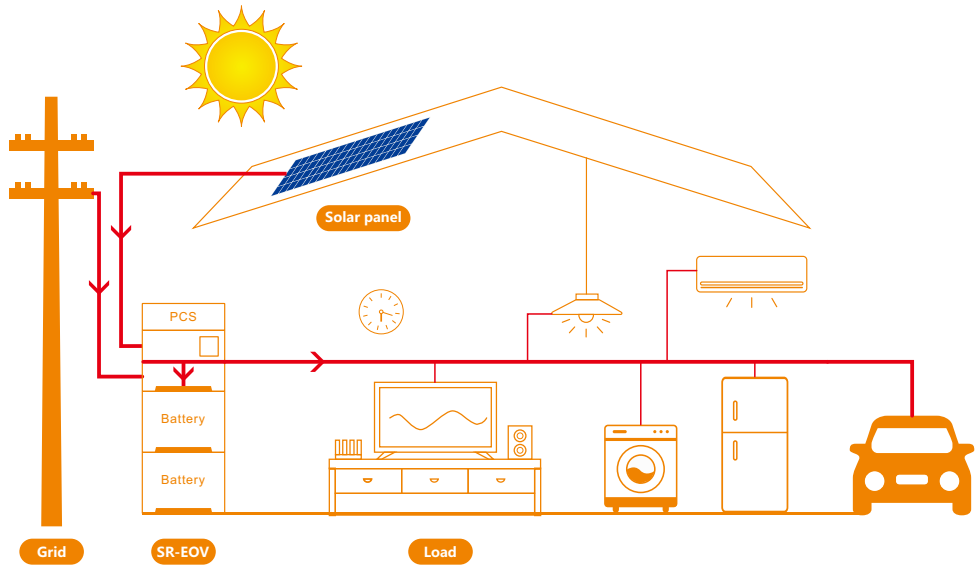 Solar panel
PCS
Battery
Battery
Grid
SR-EOV
Load